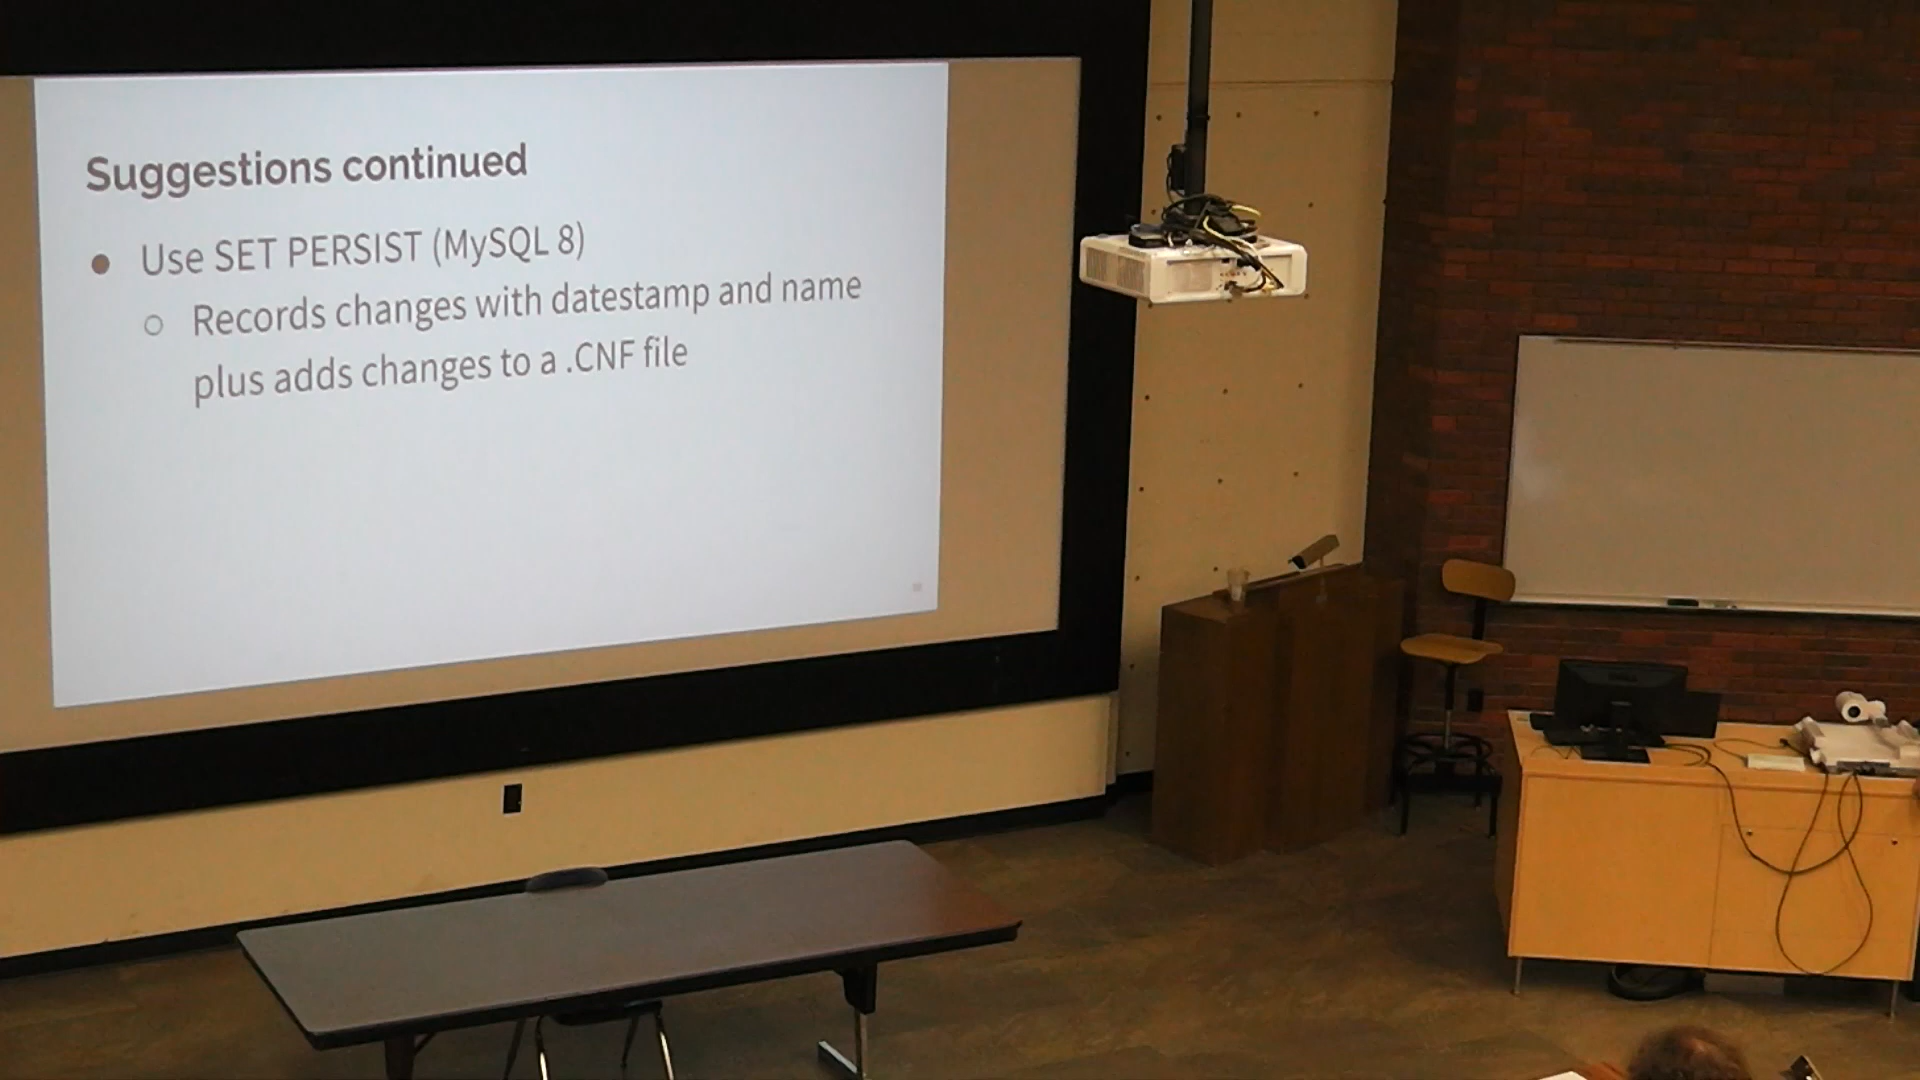 Suggestions continued
● Use SET PERSIST (MySQL 8)
○ Records changes with datestamp and name
plus adds changes to a .CNF file